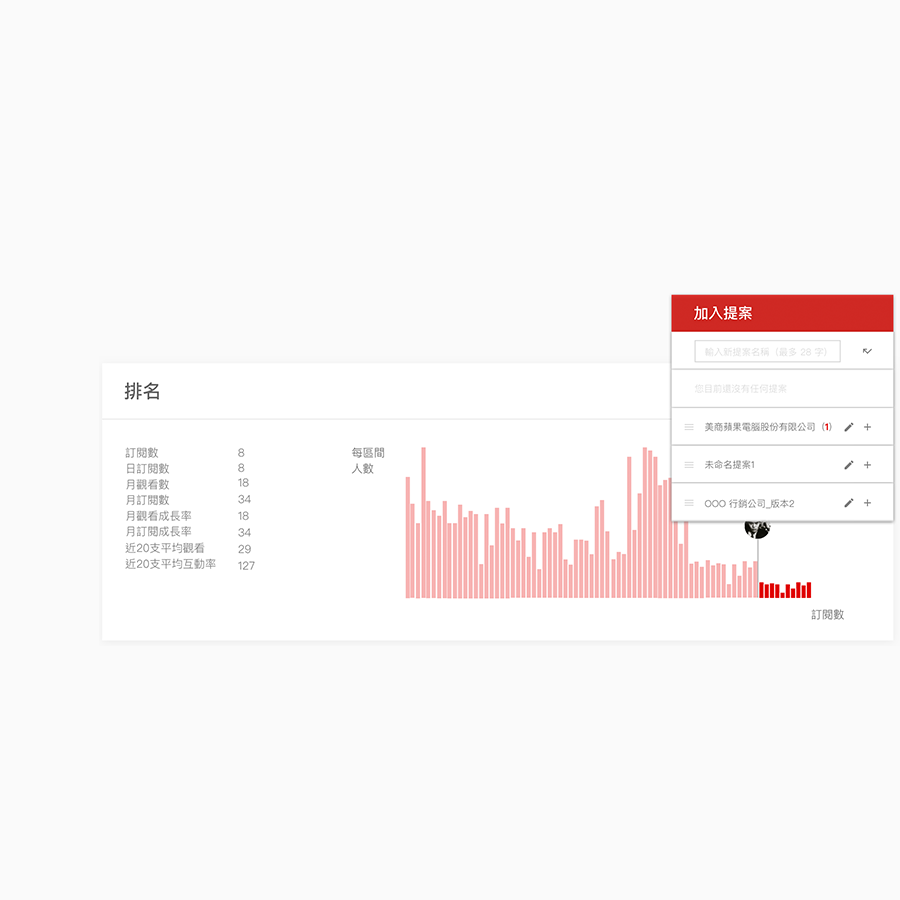 加入提案
輸入新提案名稱（最多 26 字）
您目前還沒有任何提案
美商蘋果電腦股份有限公司 (1)
未命名提案1
OOO 行銷公司_版本2
排名
訂閱數 8
日訂閱數 8
月觀看數 18
月訂閱數 34
月觀看成長率 18
月訂閱成長率 34
近20支平均觀看 29
近20支平均互動率 127
每區間
人數
訂閱數